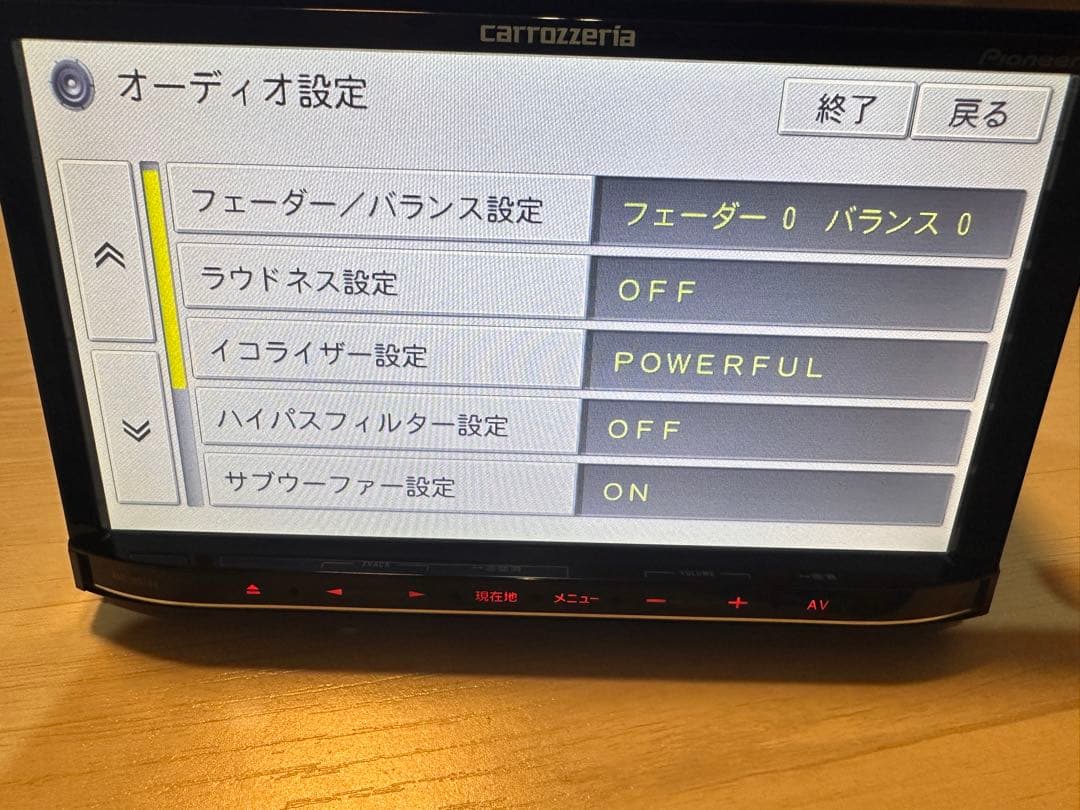 carrozzeria
Pioneer
オーディオ設定
終了
戻る
フェーダー／バランス設定
フェーダー 0 バランス 0
ラウドネス設定
OFF
イコライザー設定
POWERFUL
ハイパスフィルター設定
OFF
サブウーファー設定
ON
TRACK
VOLUME
現在地 メニュー − + AV